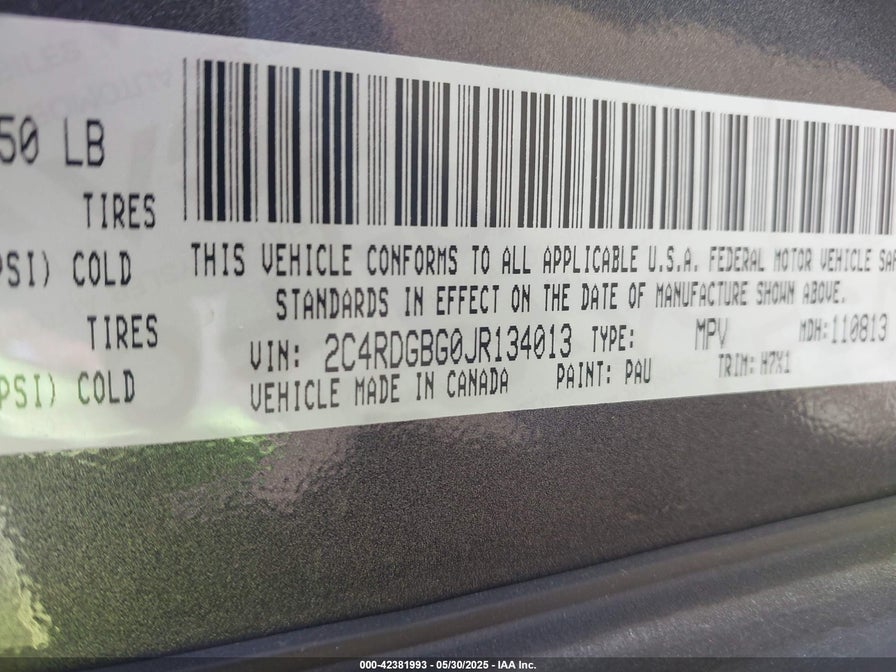 50 LB
TIRES
PSI) COLD
TIRES
PSI) COLD
THIS VEHICLE CONFORMS TO ALL APPLICABLE U.S.A. FEDERAL MOTOR VEHICLE SAF
STANDARDS IN EFFECT ON THE DATE OF MANUFACTURE SHOWN ABOVE.
VIN: 2C4RDGBG0JR134013 TYPE: MPV MDH: 110813
VEHICLE MADE IN CANADA PAINT: PAU TRIM: H7X1
000-42381993 - 05/30/2025 - IAA Inc.